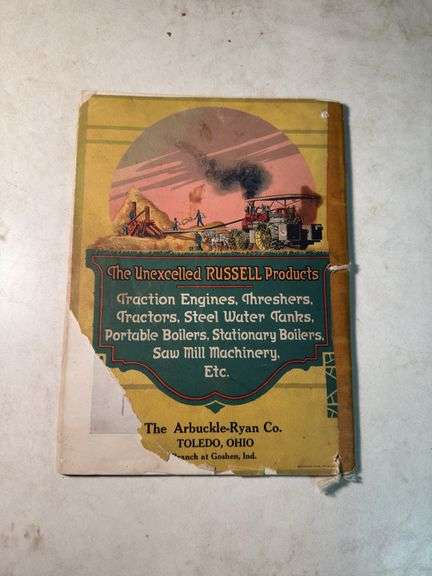 The Unexcelled RUSSELL Products
Traction Engines, Threshers,
Tractors, Steel Water Tanks,
Portable Boilers, Stationary Boilers,
Saw Mill Machinery,
Etc.
The Arbuckle-Ryan Co.
TOLEDO, OHIO
Branch at Goshen, Ind.